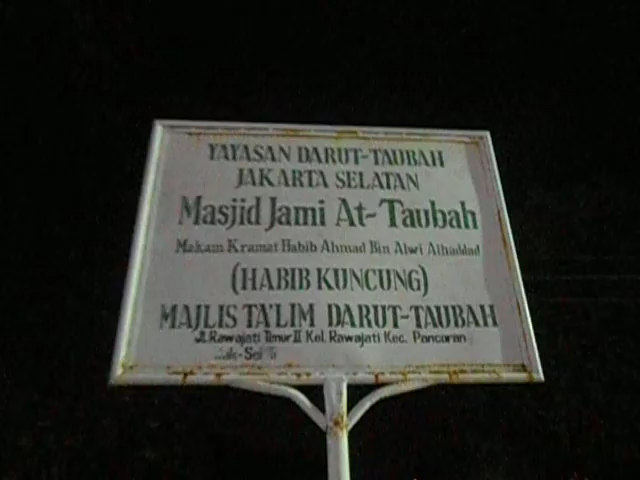 YAYASAN DARUT-TAUBAH
JAKARTA SELATAN
Masjid Jami At-Taubah
Makam Kramat Habib Ahmad Bin Alwi Alhaddad
(HABIB KUNCUNG)
MAJLIS TA'LIM DARUT-TAUBAH
JL. Rawajati Timur II Kel. Rawajati Kec. Pancoran